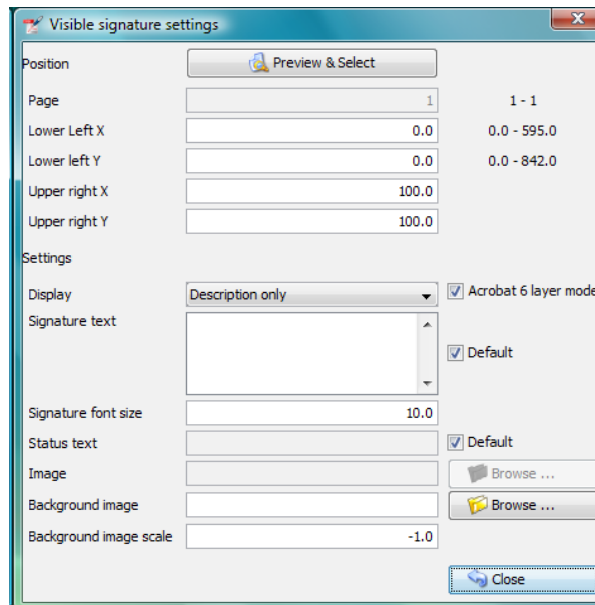 Visible signature settings
Position Preview & Select
Page 1 1 - 1
Lower Left X 0.0 0.0 - 595.0
Lower left Y 0.0 0.0 - 842.0
Upper right X 100.0
Upper right Y 100.0
Settings
Display Description only Acrobat 6 layer mode
Signature text
Default
Signature font size 10.0
Status text Default
Image Browse ...
Background image Browse ...
Background image scale -1.0
Close